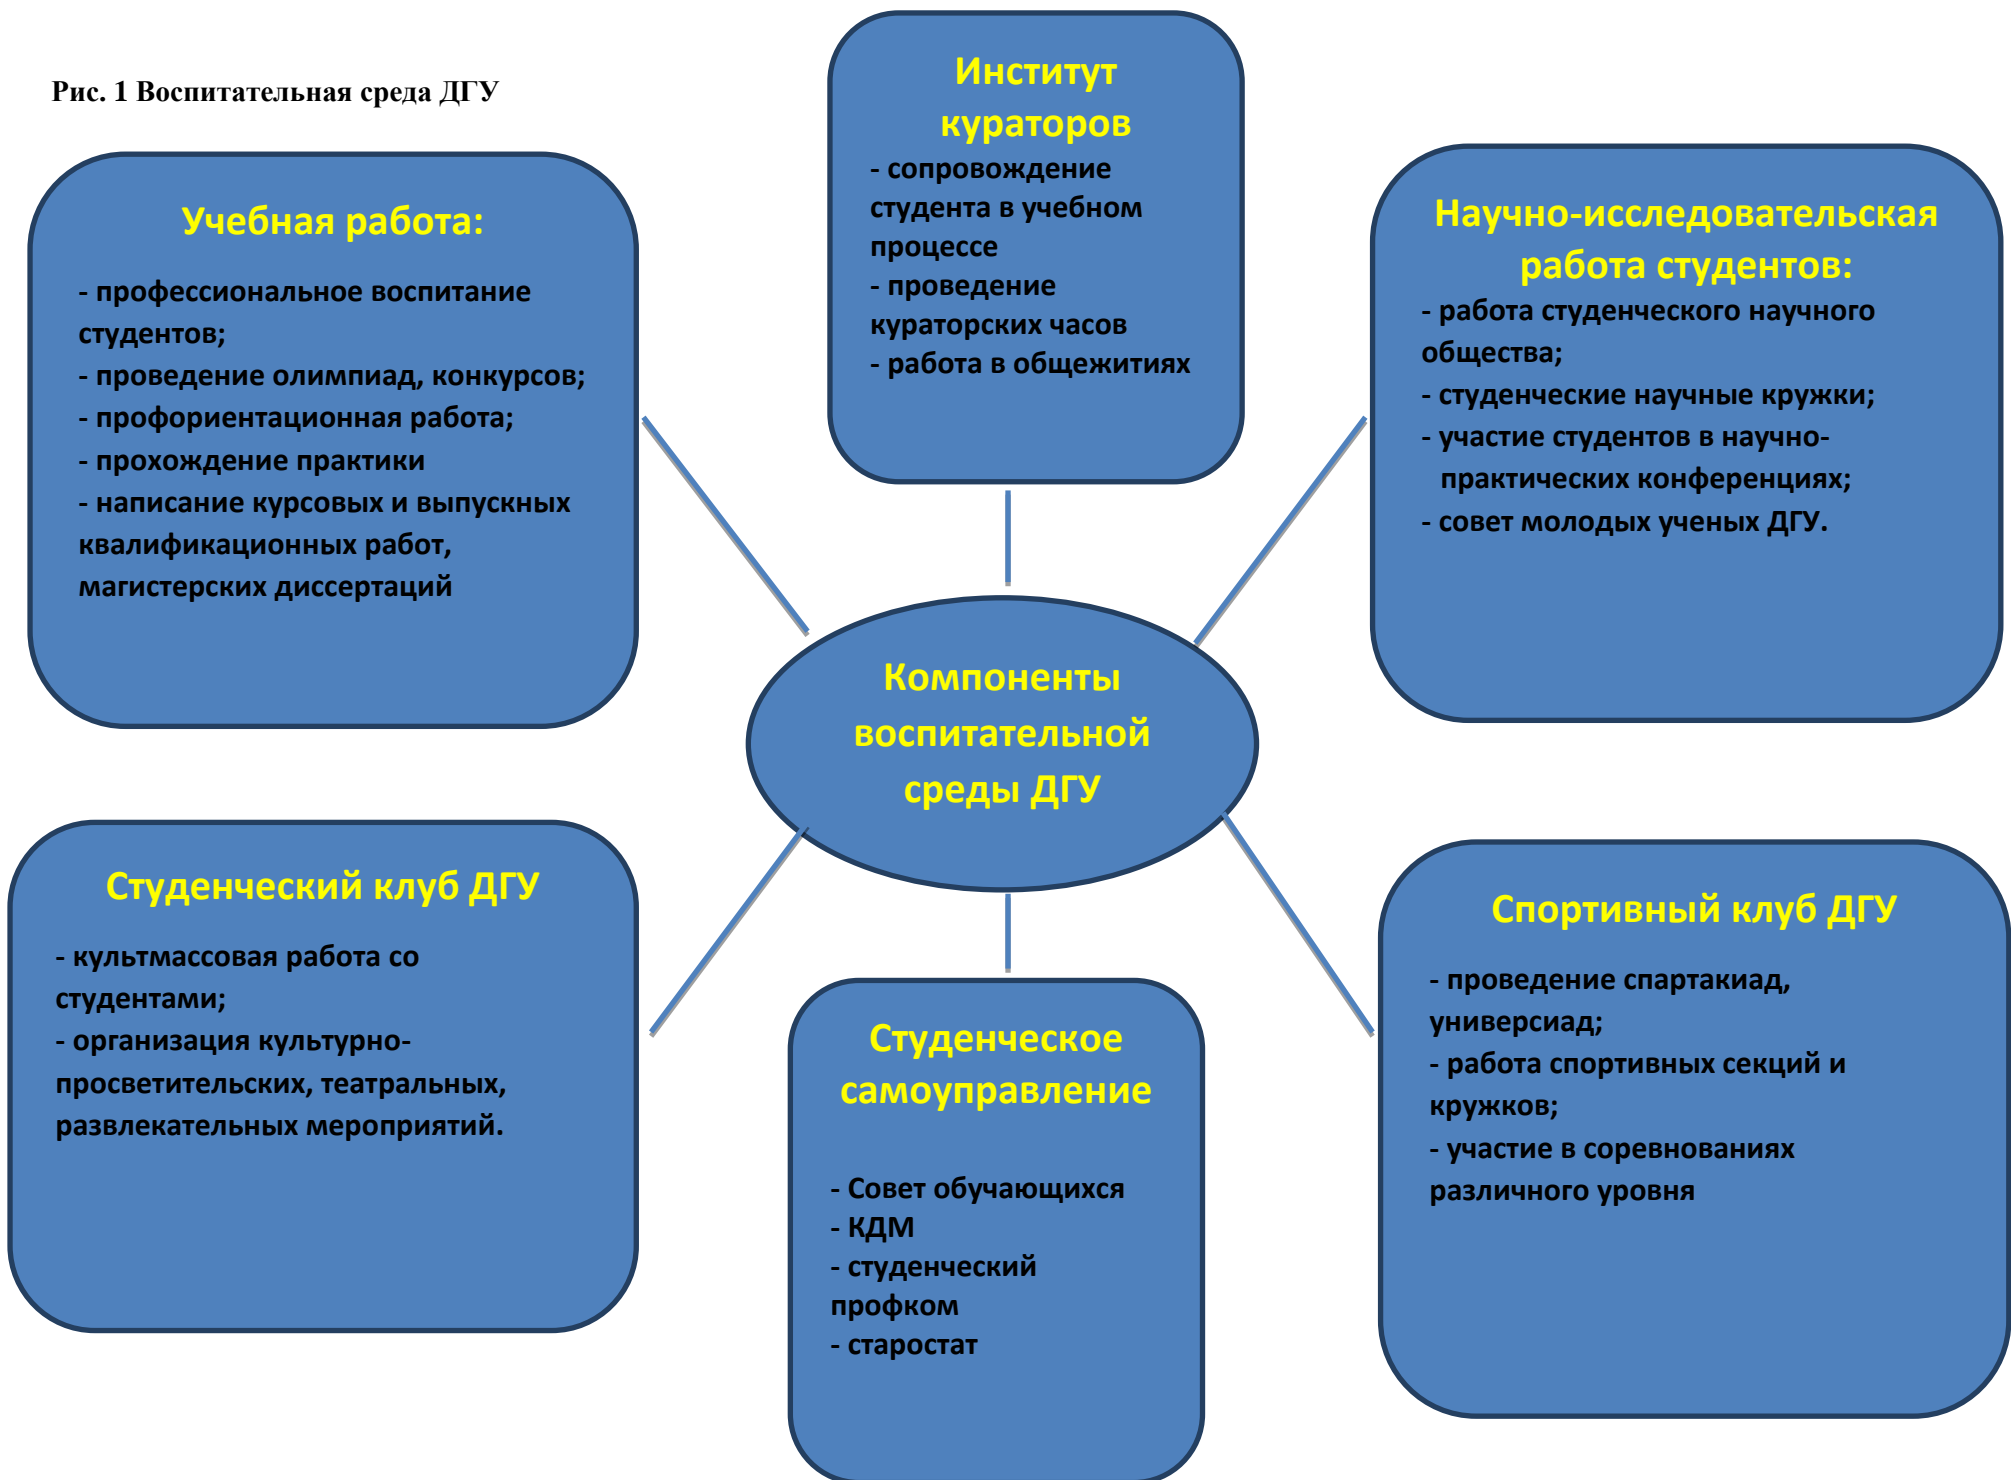 Рис. 1 Воспитательная среда ДГУ
Институт
кураторов
- сопровождение
студента в учебном
процессе
- проведение
кураторских часов
- работа в общежитиях
Учебная работа:
- профессиональное воспитание
студентов;
- проведение олимпиад, конкурсов;
- профориентационная работа;
- прохождение практики
- написание курсовых и выпускных
квалификационных работ,
магистерских диссертаций
Научно-исследовательская
работа студентов:
- работа студенческого научного
общества;
- студенческие научные кружки;
- участие студентов в научно-
практических конференциях;
- совет молодых ученых ДГУ.
Компоненты
воспитательной
среды ДГУ
Студенческий клуб ДГУ
- культмассовая работа со
студентами;
- организация культурно-
просветительских, театральных,
развлекательных мероприятий.
Студенческое
самоуправление
- Совет обучающихся
- КДМ
- студенческий
профком
- старостат
Спортивный клуб ДГУ
- проведение спартакиад,
универсиад;
- работа спортивных секций и
кружков;
- участие в соревнованиях
различного уровня